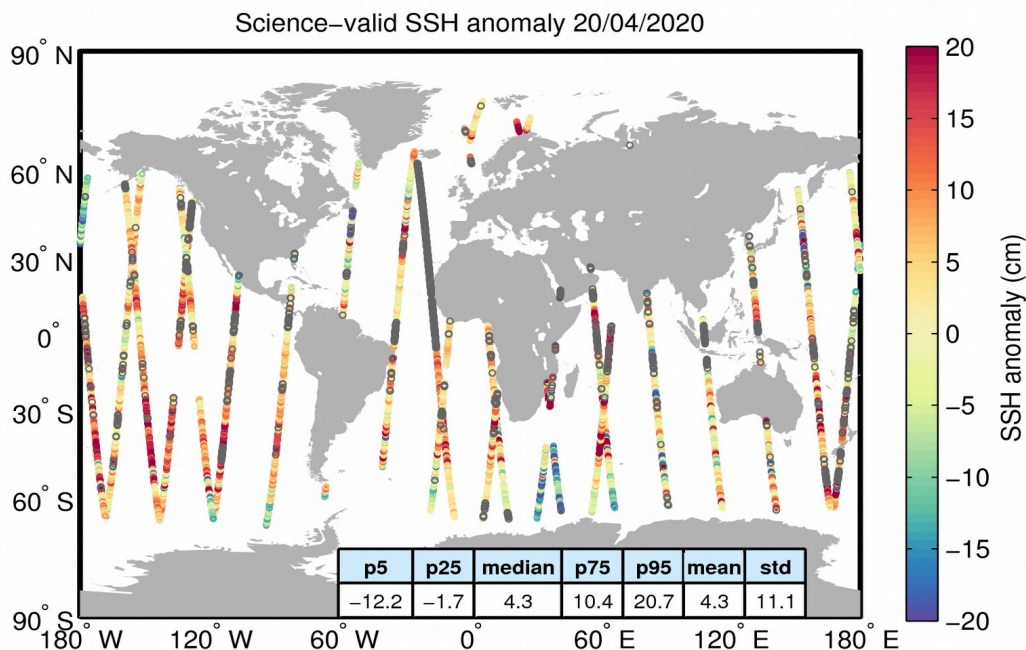 Science−valid SSH anomaly 20/04/2020
90° N
60° N
30° N
0°
30° S
60° S
90° S
180° W
120° W
60° W
0°
60° E
120° E
180° E
p5 p25 median p75 p95 mean std
−12.2 −1.7 4.3 10.4 20.7 4.3 11.1
20
15
10
5
0
−5
−10
−15
−20
SSH anomaly (cm)